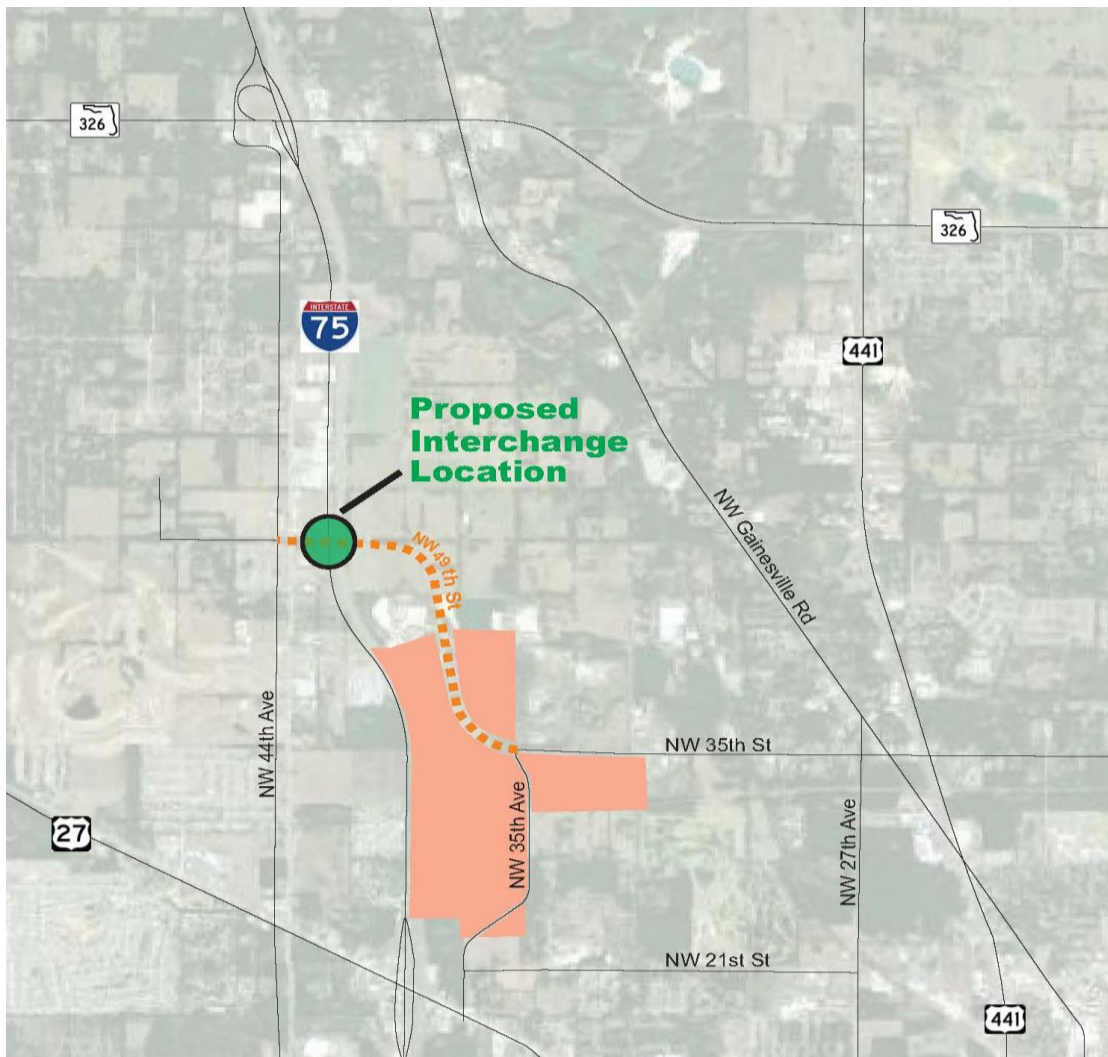 326
326
INTERSTATE
75
441
Proposed
Interchange
Location
NW 49th St
NW Gainesville Rd
NW 44th Ave
NW 35th St
27
NW 35th Ave
NW 27th Ave
NW 21st St
441